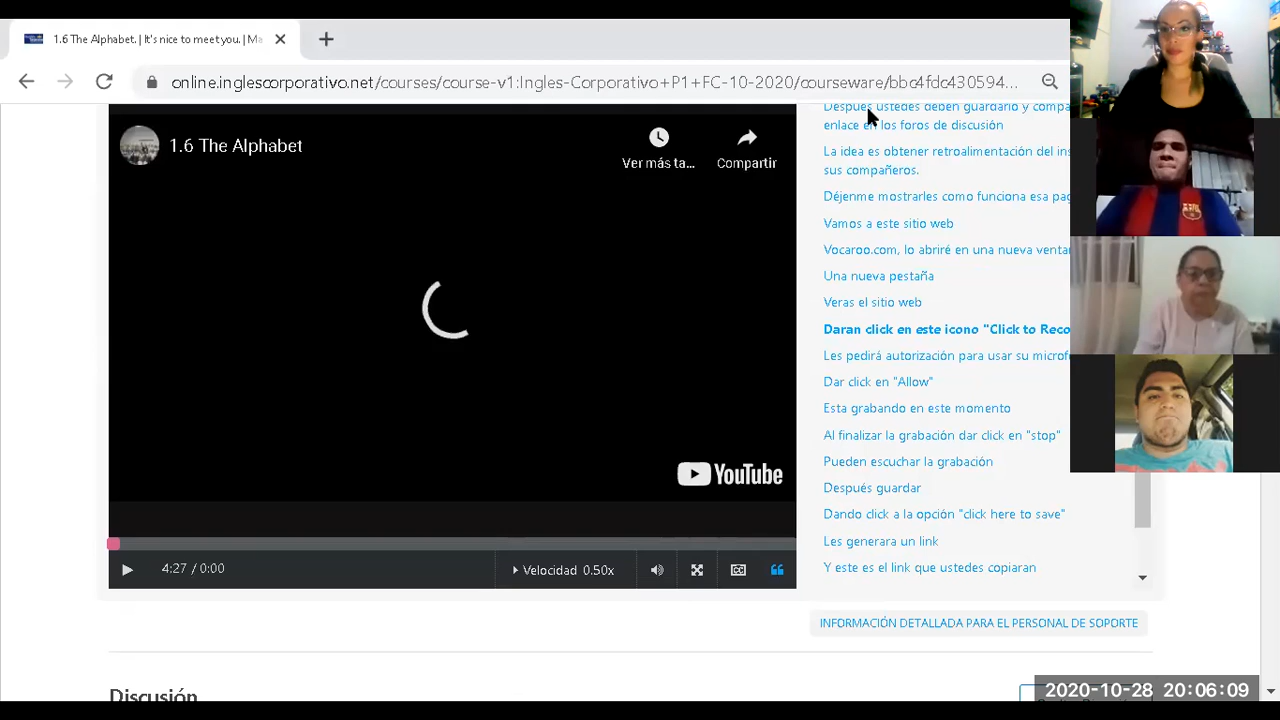 1.6 The Alphabet. | It's nice to meet you. | Ma
online.inglescorporativo.net/courses/course-v1:Ingles-Corporativo+P1+FC-10-2020/courseware/bbc4fdc430594...
1.6 The Alphabet
Ver más ta...
Compartir
YouTube
4:27 / 0:00
Velocidad 0.50x
Despues ustedes deben guardarlo y compa
enlace en los foros de discusión
La idea es obtener retroalimentación del ins
sus compañeros.
Déjenme mostrarles como funciona esa pag
Vamos a este sitio web
Vocaroo.com, lo abriré en una nueva venta
Una nueva pestaña
Veras el sitio web
Daran click en este icono "Click to Reco
Les pedirá autorización para usar su microf
Dar click en "Allow"
Esta grabando en este momento
Al finalizar la grabación dar click en "stop"
Pueden escuchar la grabación
Después guardar
Dando click a la opción "click here to save"
Les generara un link
Y este es el link que ustedes copiaran
INFORMACIÓN DETALLADA PARA EL PERSONAL DE SOPORTE
Discusión
2020-10-28 20:06:09